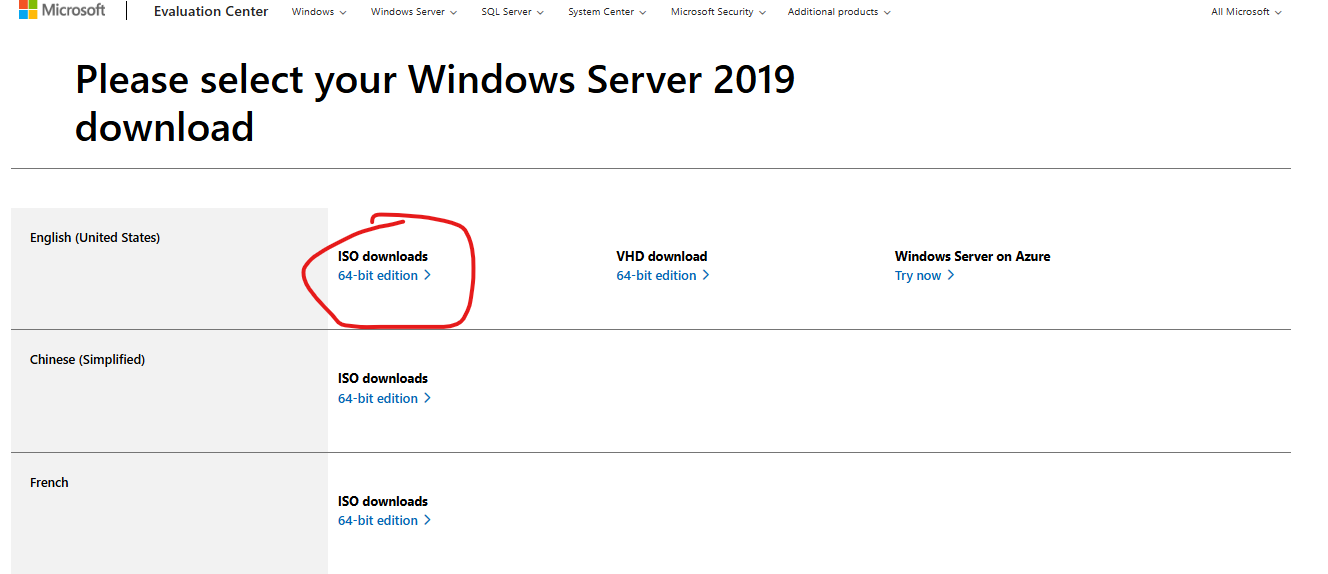 Microsoft Evaluation Center Windows Windows Server SQL Server System Center Microsoft Security Additional products All Microsoft
Please select your Windows Server 2019
download
English (United States)
ISO downloads VHD download Windows Server on Azure
64-bit edition 64-bit edition Try now
Chinese (Simplified)
ISO downloads
64-bit edition
French
ISO downloads
64-bit edition